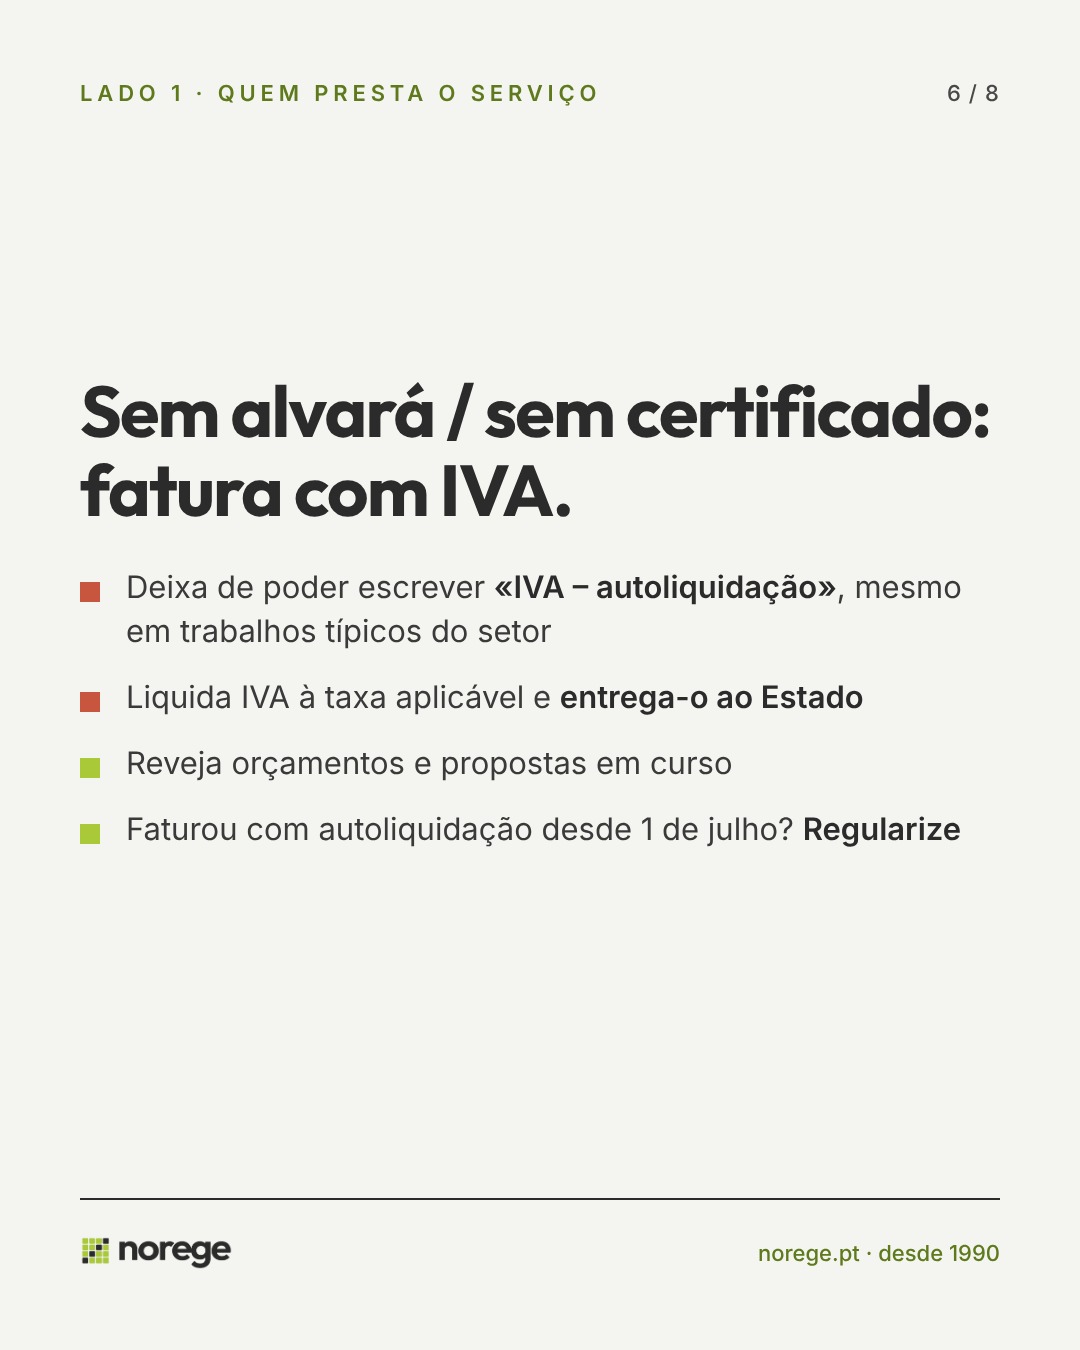 LADO 1 · QUEM PRESTA O SERVIÇO
6 / 8
Sem alvará / sem certificado:
fatura com IVA.
Deixa de poder escrever «IVA – autoliquidação», mesmo
em trabalhos típicos do setor
Liquida IVA à taxa aplicável e entrega-o ao Estado
Reveja orçamentos e propostas em curso
Faturou com autoliquidação desde 1 de julho? Regularize
norege
norege.pt · desde 1990